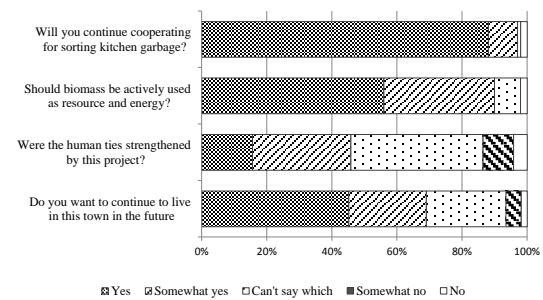 Will you continue cooperating
for sorting kitchen garbage?
Should biomass be actively used
as resource and energy?
Were the human ties strengthened
by this project?
Do you want to continue to live
in this town in the future
0% 20% 40% 60% 80% 100%
Yes Somewhat yes Can't say which Somewhat no No